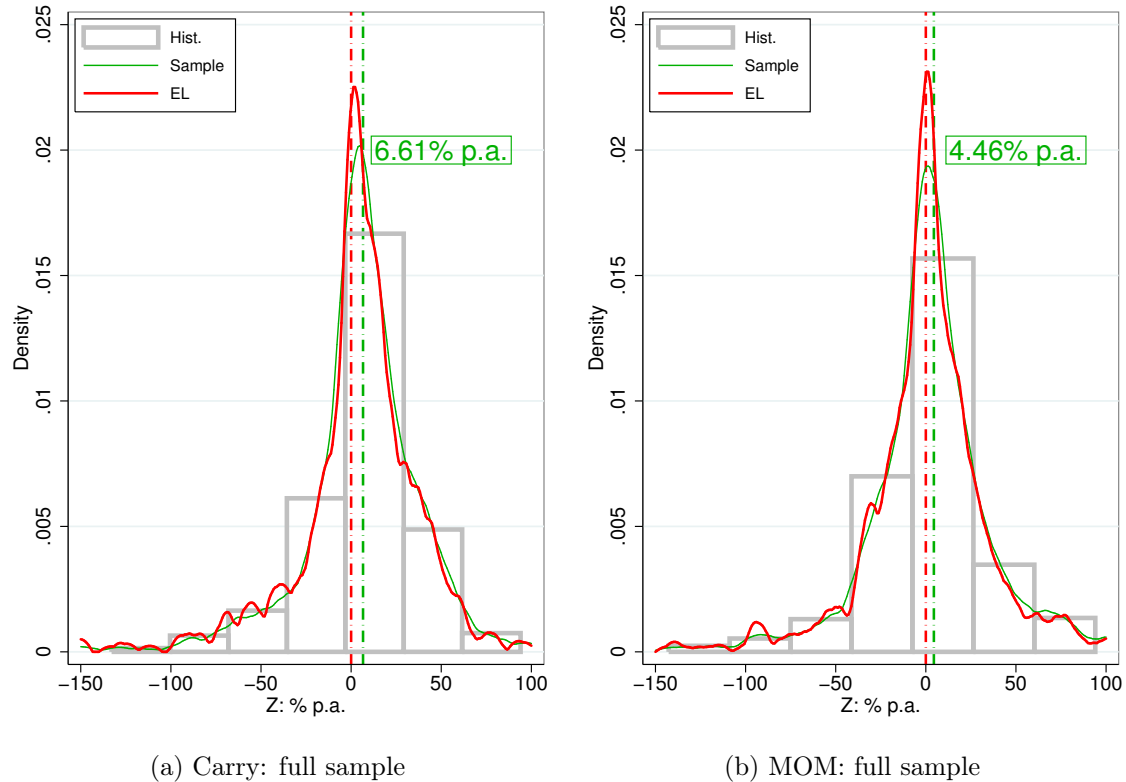 Hist.
Sample
EL
6.61% p.a.
0
.005
.01
.015
.02
.025
Density
−150
−100
−50
0
50
100
Z: % p.a.
(a) Carry: full sample
Hist.
Sample
EL
4.46% p.a.
0
.005
.01
.015
.02
.025
Density
−150
−100
−50
0
50
100
Z: % p.a.
(b) MOM: full sample